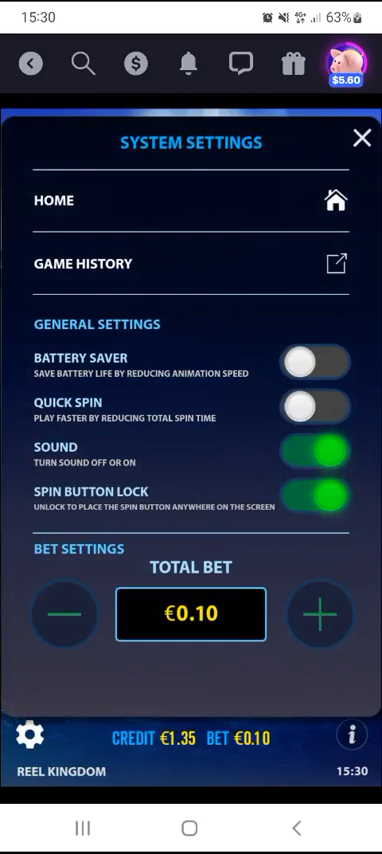 15:30
4G+
63%
$
$5.60
SYSTEM SETTINGS
HOME
GAME HISTORY
GENERAL SETTINGS
BATTERY SAVER
SAVE BATTERY LIFE BY REDUCING ANIMATION SPEED
QUICK SPIN
PLAY FASTER BY REDUCING TOTAL SPIN TIME
SOUND
TURN SOUND OFF OR ON
SPIN BUTTON LOCK
UNLOCK TO PLACE THE SPIN BUTTON ANYWHERE ON THE SCREEN
BET SETTINGS
TOTAL BET
€0.10
CREDIT €1.35 BET €0.10
REEL KINGDOM 15:30